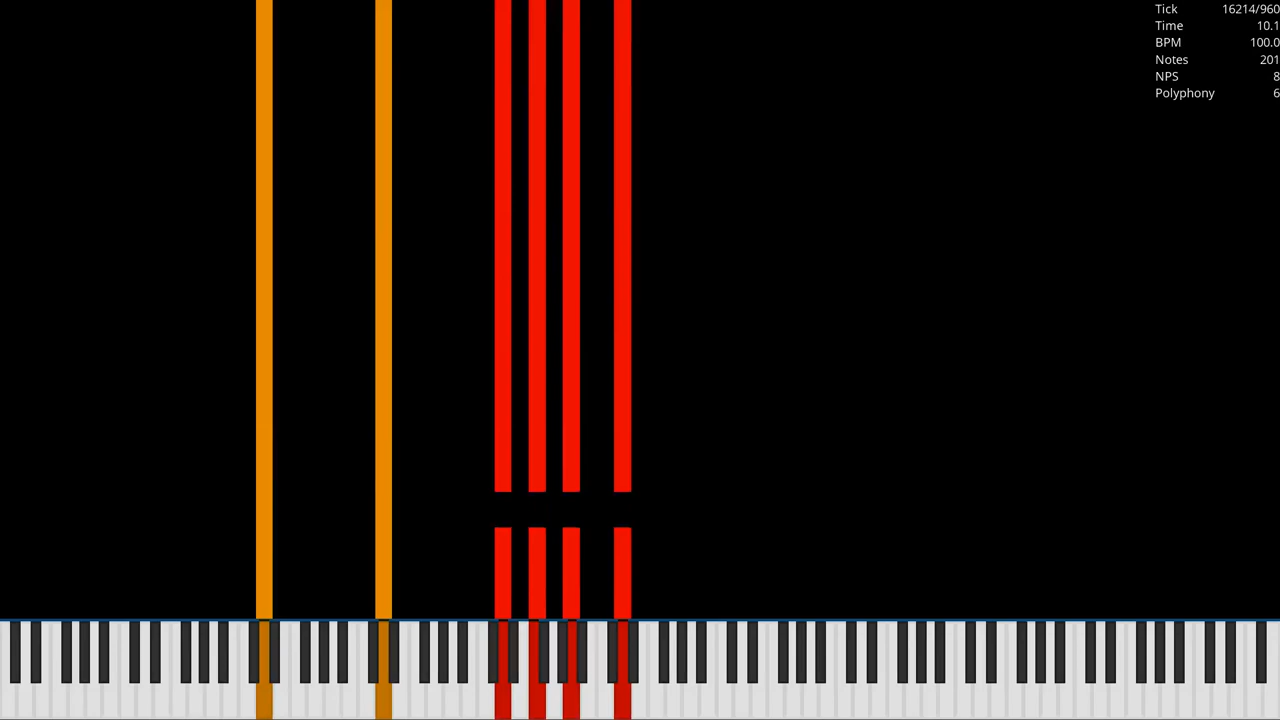 Tick 16214/960
Time 10.1
BPM 100.0
Notes 201
NPS 8
Polyphony 6